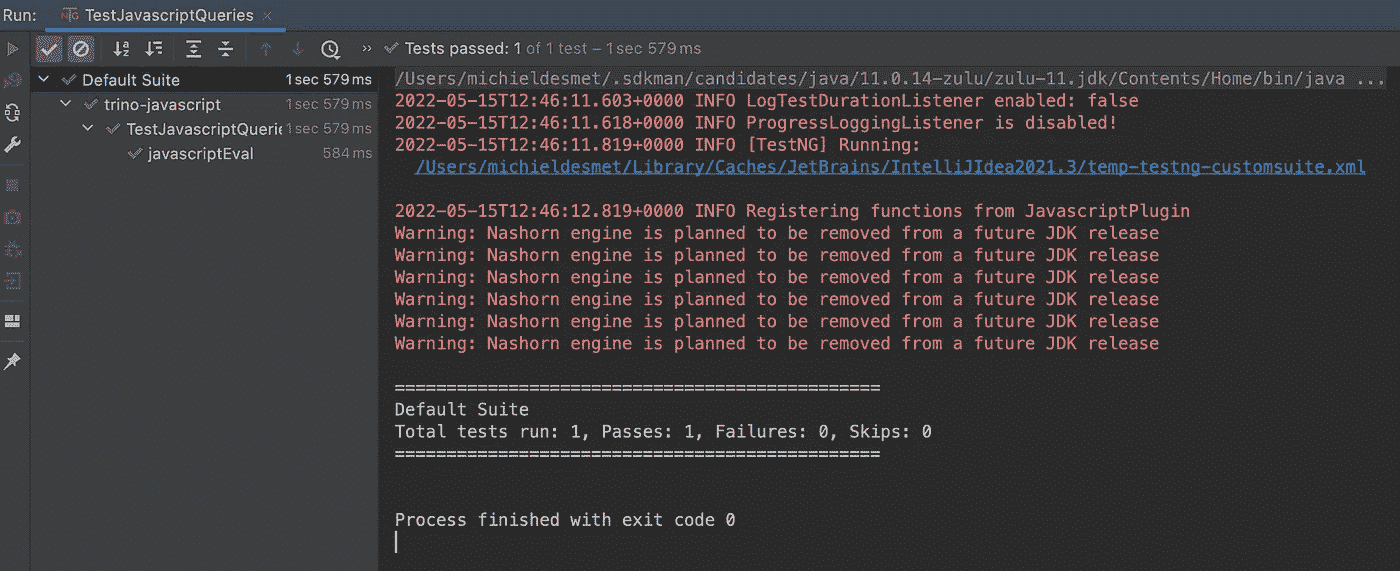 Run: TestJavascriptQueries
Tests passed: 1 of 1 test – 1 sec 579 ms
Default Suite 1 sec 579 ms
trino-javascript 1 sec 579 ms
TestJavascriptQueri 1 sec 579 ms
javascriptEval 584 ms
/Users/michieldesmet/.sdkman/candidates/java/11.0.14-zulu/zulu-11.jdk/Contents/Home/bin/java ...
2022-05-15T12:46:11.603+0000 INFO LogTestDurationListener enabled: false
2022-05-15T12:46:11.618+0000 INFO ProgressLoggingListener is disabled!
2022-05-15T12:46:11.819+0000 INFO [TestNG] Running:
/Users/michieldesmet/Library/Caches/JetBrains/IntelliJIdea2021.3/temp-testng-customsuite.xml
2022-05-15T12:46:12.819+0000 INFO Registering functions from JavascriptPlugin
Warning: Nashorn engine is planned to be removed from a future JDK release
Warning: Nashorn engine is planned to be removed from a future JDK release
Warning: Nashorn engine is planned to be removed from a future JDK release
Warning: Nashorn engine is planned to be removed from a future JDK release
Warning: Nashorn engine is planned to be removed from a future JDK release
Warning: Nashorn engine is planned to be removed from a future JDK release
===============================================
Default Suite
Total tests run: 1, Passes: 1, Failures: 0, Skips: 0
===============================================
Process finished with exit code 0